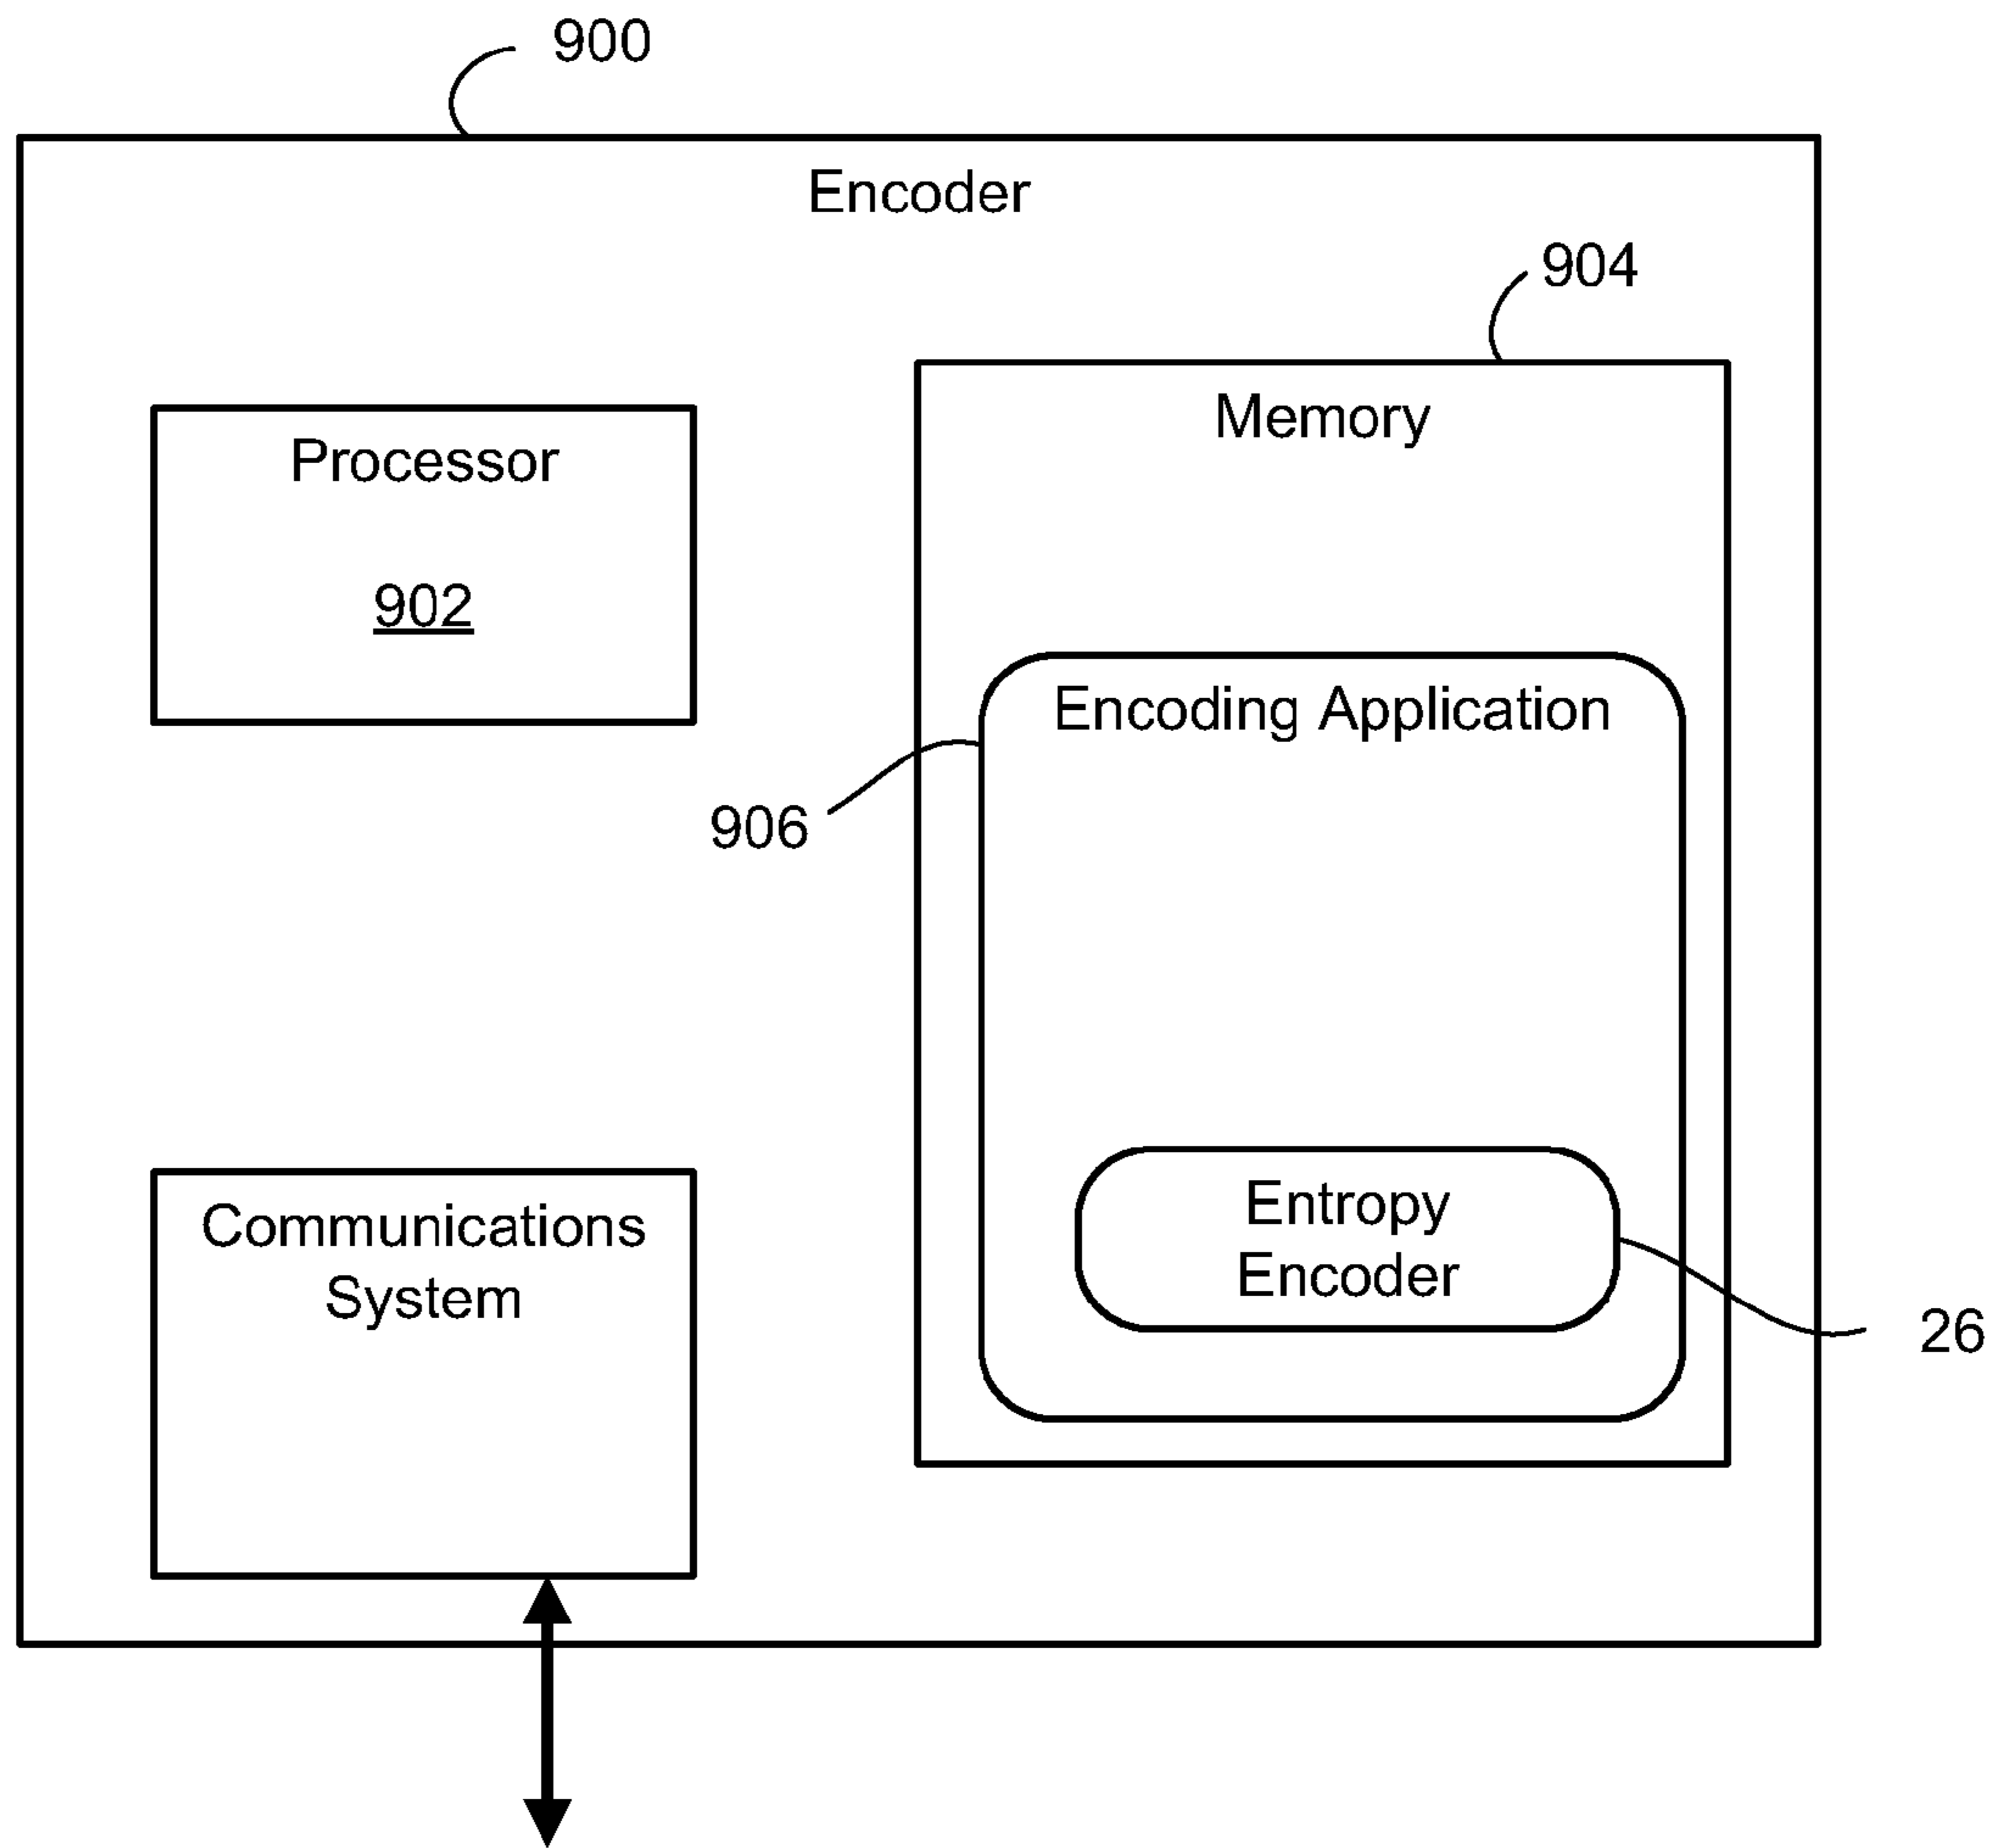 900
Encoder
904
Memory
Processor
902
Encoding Application
906
Entropy
Encoder
Communications
System
26